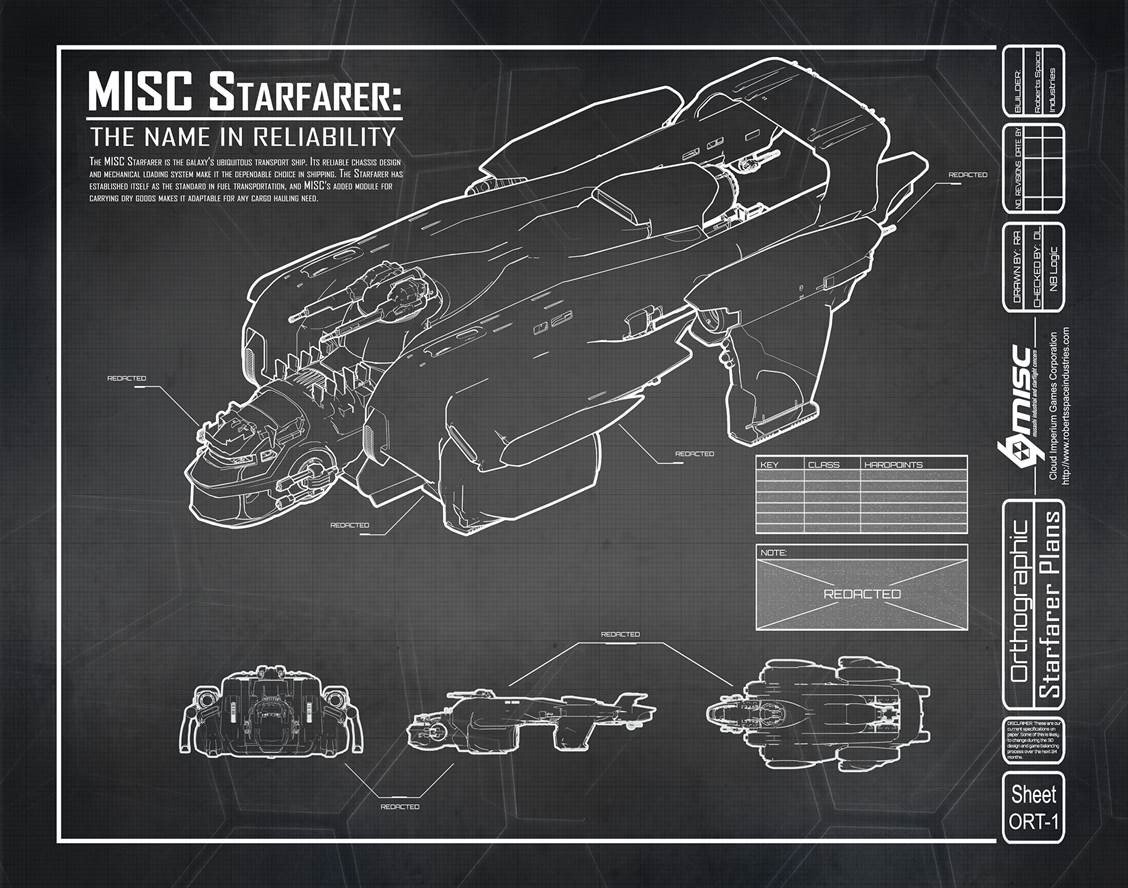 MISC STARFARER:
THE NAME IN RELIABILITY
THE MISC STARFARER IS THE GALAXY'S UBIQUITOUS TRANSPORT SHIP. ITS RELIABLE CHASSIS DESIGN
AND MECHANICAL LOADING SYSTEM MAKE IT THE DEPENDABLE CHOICE IN SHIPPING. THE STARFARER HAS
ESTABLISHED ITSELF AS THE STANDARD IN FUEL TRANSPORTATION, AND MISC'S ADDED MODULE FOR
CARRYING DRY GOODS MAKES IT ADAPTABLE FOR ANY CARGO HAULING NEED.
REDACTED
REDACTED
REDACTED
REDACTED
KEY CLASS HARDPOINTS
NOTE:
REDACTED
REDACTED
REDACTED
BUILDER:
Roberts Space
Industries
NO. REVISIONS DATE BY
DRAWN BY: RA
CHECKED BY: DL
NB Logic
MISC
Cloud Imperium Games Corporation
http://www.robertsspaceindustries.com
Orthographic
Starfarer Plans
DISCLAIMER: These are our
current specifications on
paper. Some of this is likely
to change during the 3D
design and game balancing
process over the next 24
months.
Sheet
ORT-1